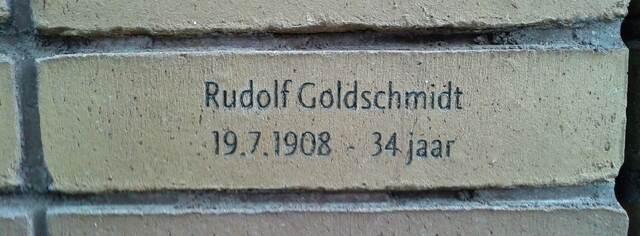 Rudolf Goldschmidt
19.7.1908 - 34 jaar